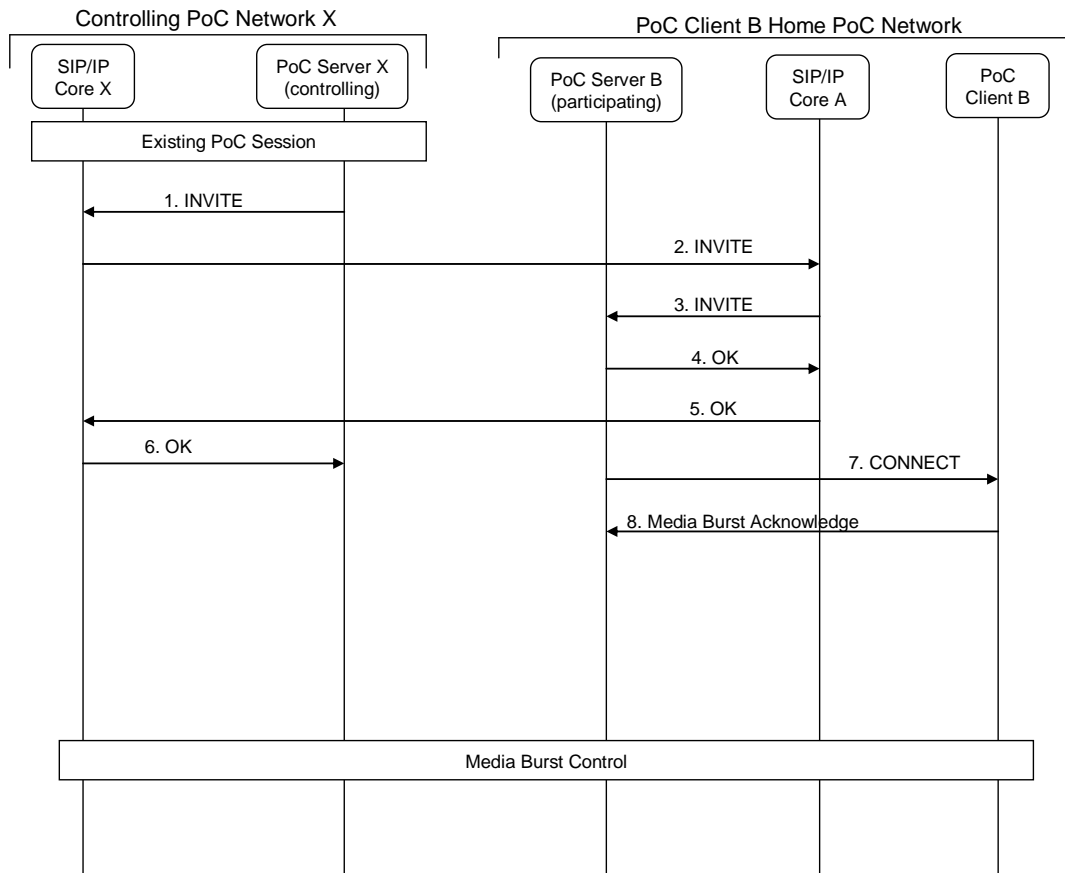 Controlling PoC Network X
PoC Client B Home PoC Network
SIP/IP
Core X
PoC Server X
(controlling)
PoC Server B
(participating)
SIP/IP
Core A
PoC
Client B
Existing PoC Session
1. INVITE
2. INVITE
3. INVITE
4. OK
5. OK
6. OK
7. CONNECT
8. Media Burst Acknowledge
Media Burst Control